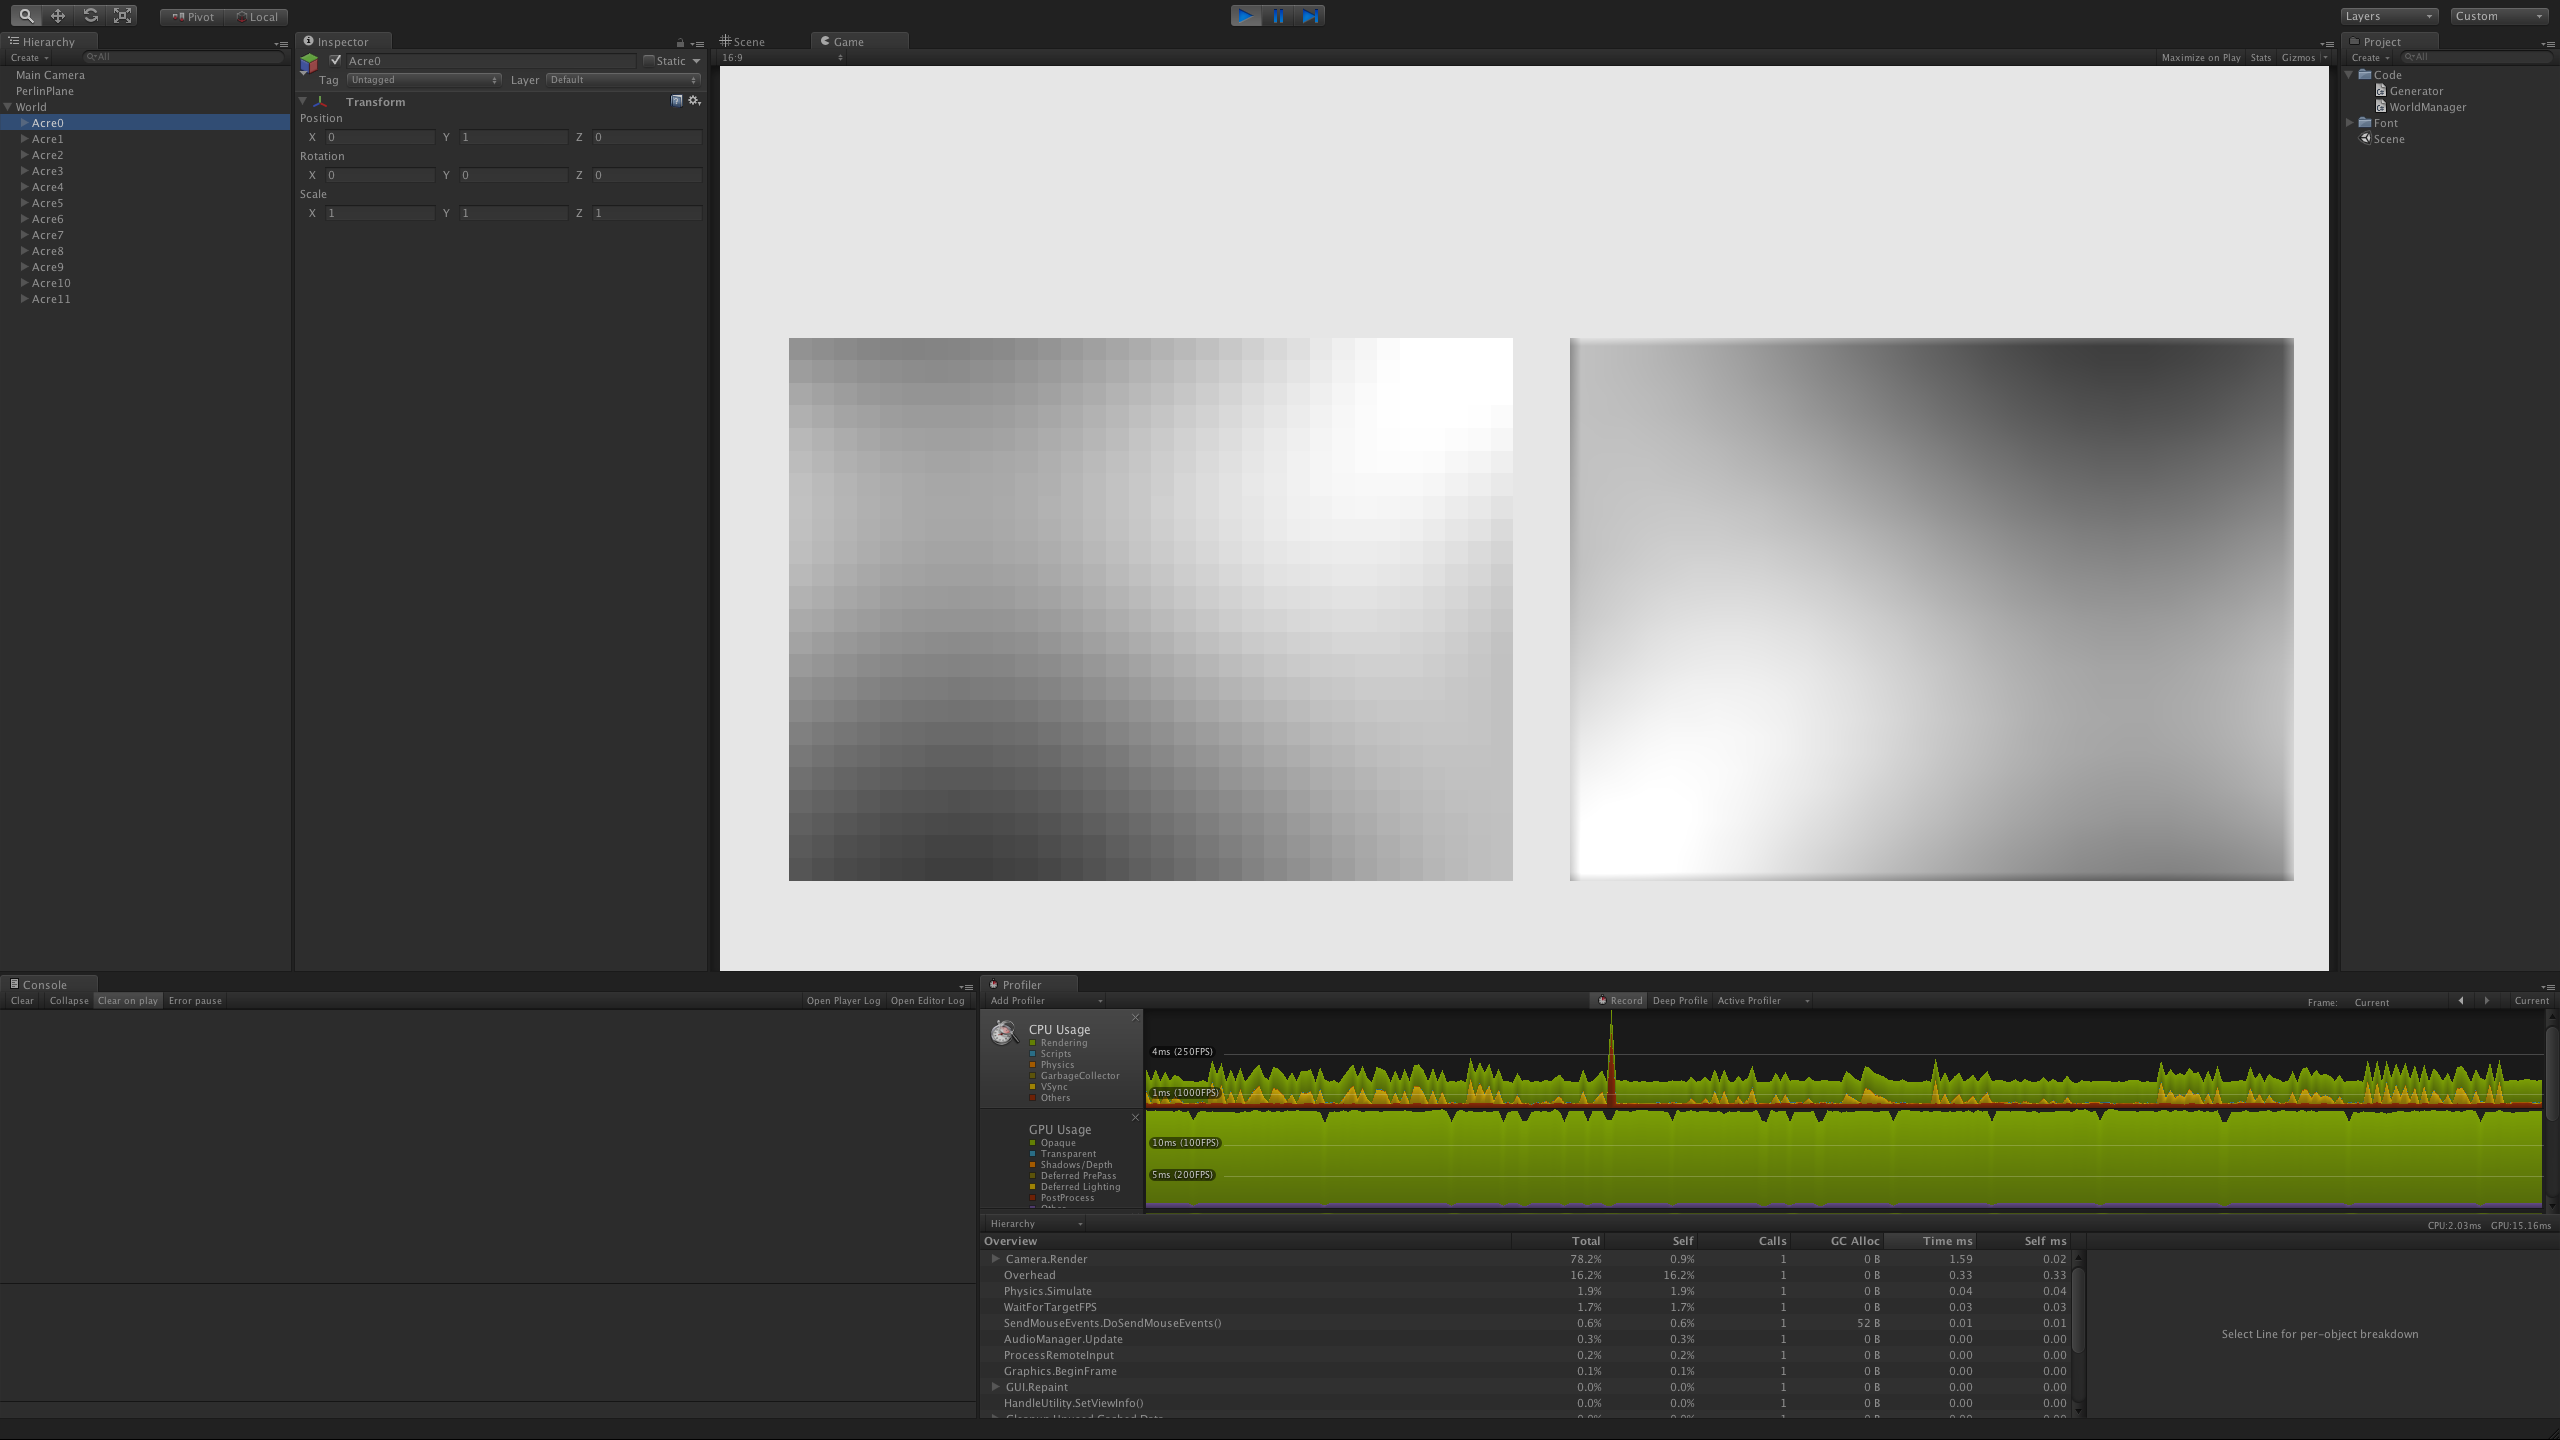 Pivot Local Layers Custom
Hierarchy
Create All
Main Camera
PerlinPlane
World
Acre0
Acre1
Acre2
Acre3
Acre4
Acre5
Acre6
Acre7
Acre8
Acre9
Acre10
Acre11
Inspector
Acre0 Static
Tag Untagged Layer Default
Transform
Position
X 0 Y 1 Z 0
Rotation
X 0 Y 0 Z 0
Scale
X 1 Y 1 Z 1
Scene Game
16:9 Maximize on Play Stats Gizmos
Project
Create All
Code
Generator
WorldManager
Font
Scene
Console
Clear Collapse Clear on play Error pause Open Player Log Open Editor Log
Profiler
Add Profiler Record Deep Profile Active Profiler Frame: Current Current
CPU Usage
Rendering
Scripts
Physics
GarbageCollector
VSync
Others
4ms (250FPS)
1ms (1000FPS)
GPU Usage
Opaque
Transparent
Shadows/Depth
Deferred PrePass
Deferred Lighting
PostProcess
Other
10ms (100FPS)
5ms (200FPS)
Hierarchy CPU:2.03ms GPU:15.16ms
Overview Total Self Calls GC Alloc Time ms Self ms
Camera.Render 78.2% 0.9% 1 0 B 1.59 0.02
Overhead 16.2% 16.2% 1 0 B 0.33 0.33
Physics.Simulate 1.9% 1.9% 1 0 B 0.04 0.04
WaitForTargetFPS 1.7% 1.7% 1 0 B 0.03 0.03
SendMouseEvents.DoSendMouseEvents() 0.6% 0.6% 1 52 B 0.01 0.01
AudioManager.Update 0.3% 0.3% 1 0 B 0.00 0.00
ProcessRemoteInput 0.2% 0.2% 1 0 B 0.00 0.00
Graphics.BeginFrame 0.1% 0.1% 1 0 B 0.00 0.00
GUI.Repaint 0.0% 0.0% 1 0 B 0.00 0.00
HandleUtility.SetViewInfo() 0.0% 0.0% 1 0 B 0.00 0.00
Select Line for per-object breakdown